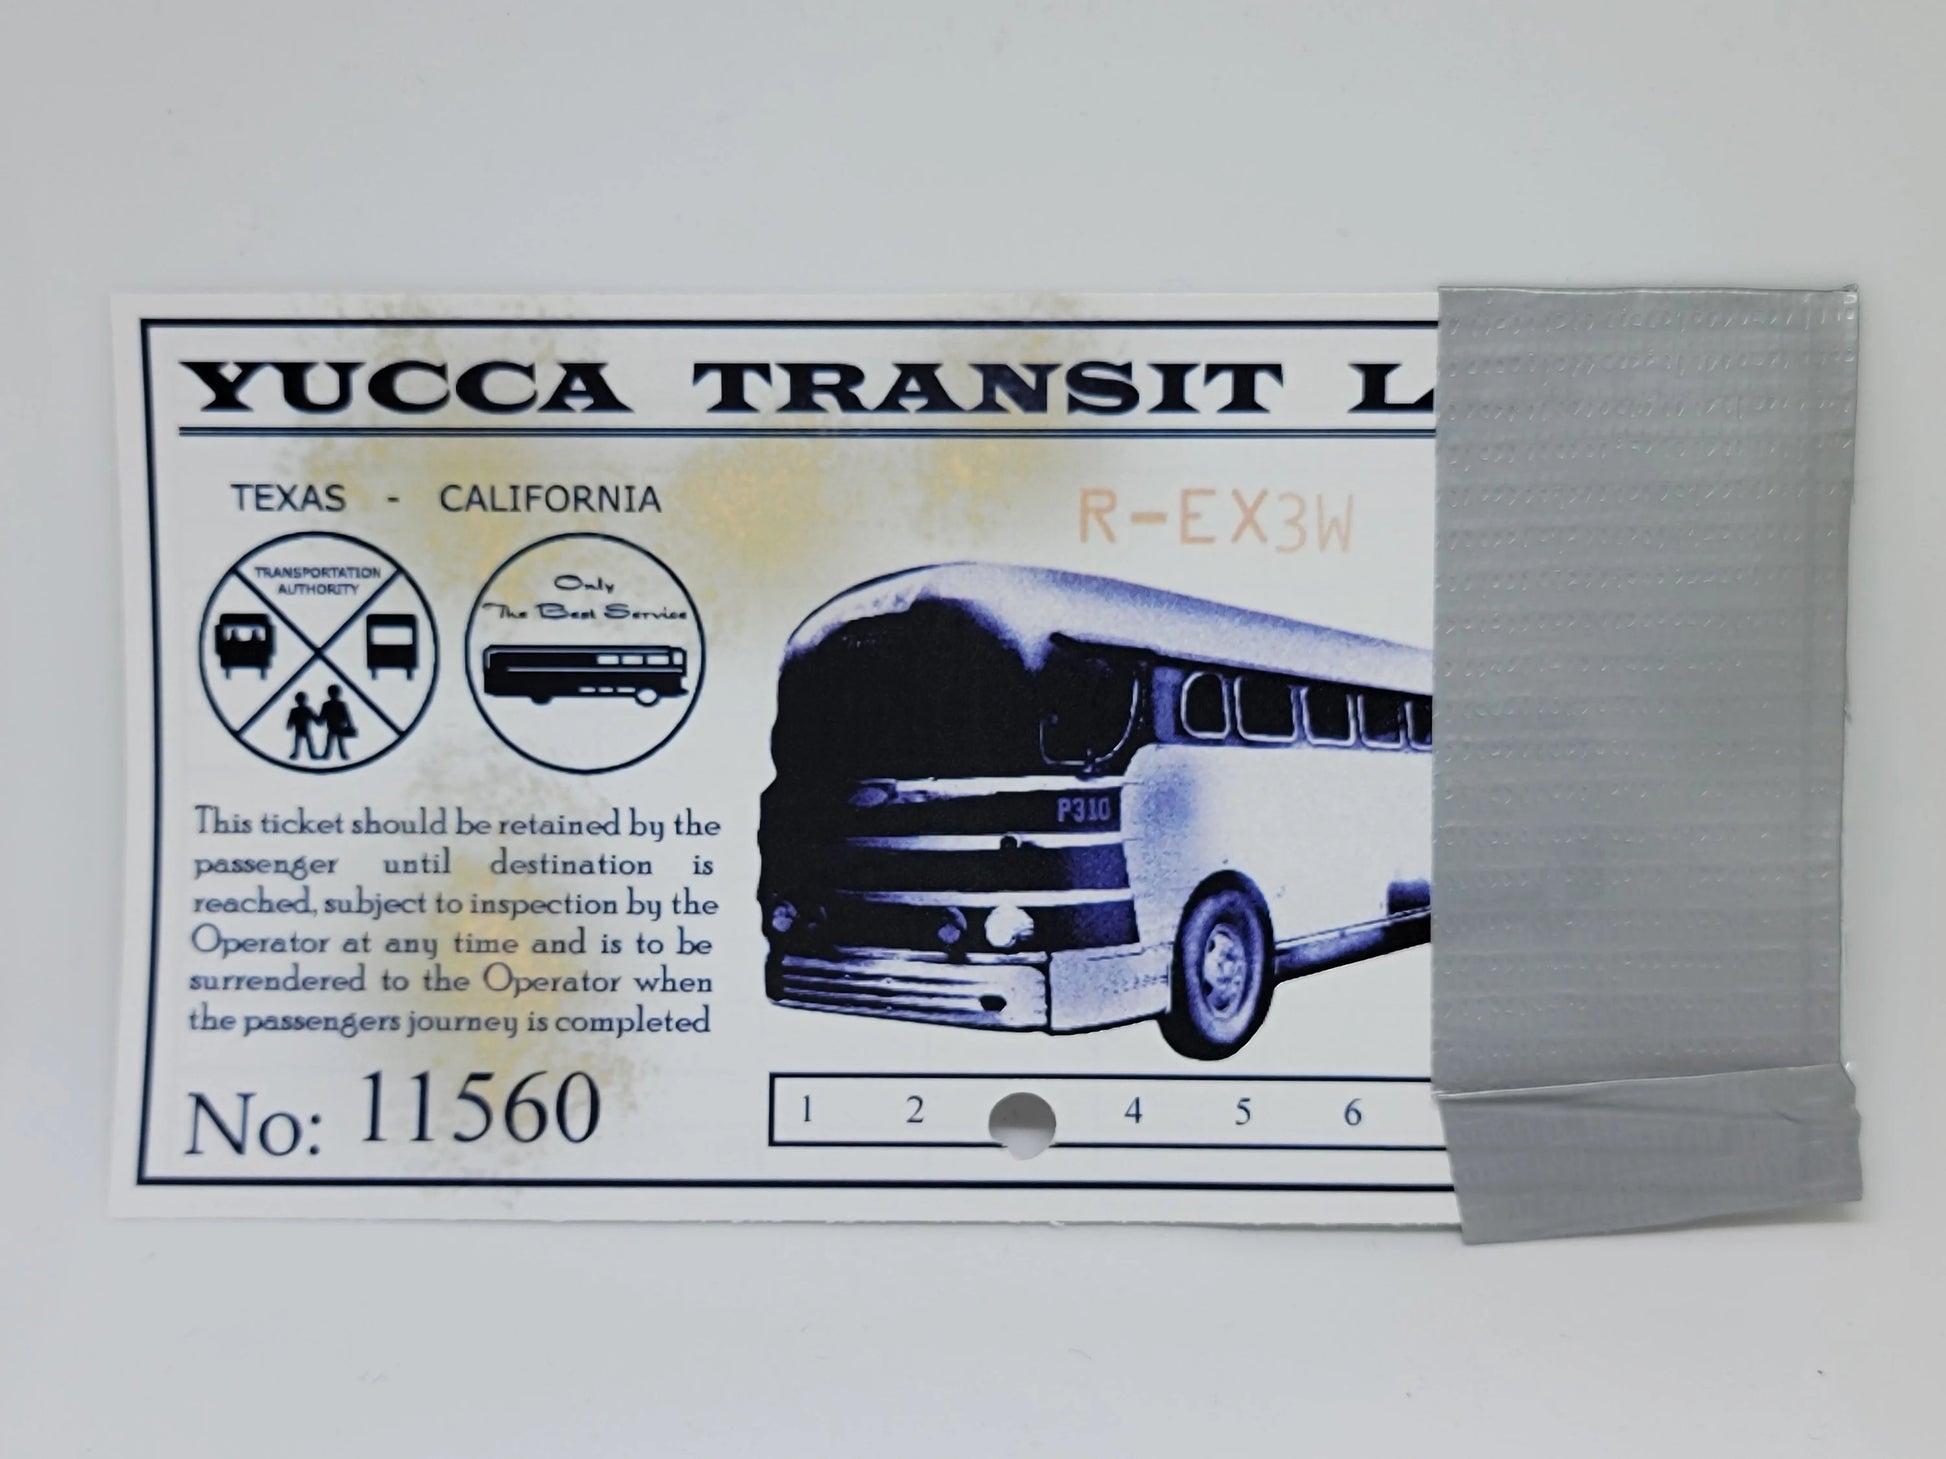 YUCCA TRANSIT L
TEXAS - CALIFORNIA
R-EX3W
TRANSPORTATION
AUTHORITY
Only
The Best Service
P310
This ticket should be retained by the
passenger until destination is
reached, subject to inspection by the
Operator at any time and is to be
surrendered to the Operator when
the passengers journey is completed
No: 11560
1 2 4 5 6